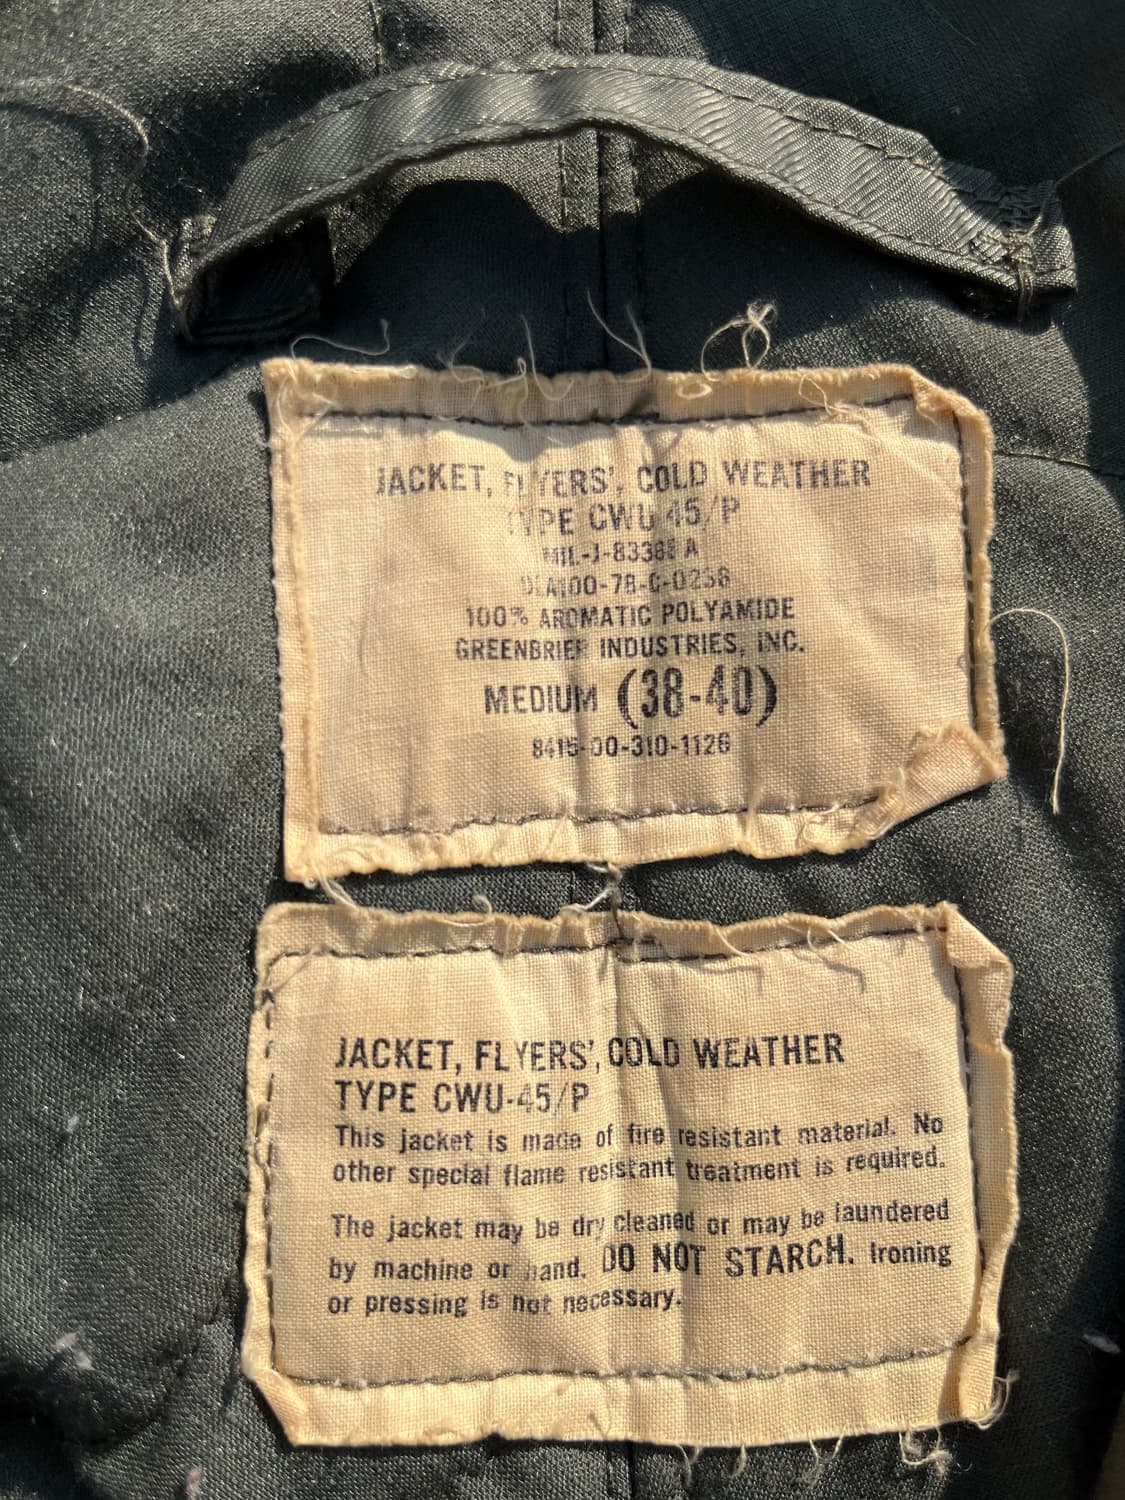 JACKET, FLYERS', COLD WEATHER
TYPE CWU 45/P
MIL-J-83388 A
DLA100-78-C-0258
100% AROMATIC POLYAMIDE
GREENBRIER INDUSTRIES, INC.
MEDIUM (38-40)
8415-00-310-1126
JACKET, FLYERS', COLD WEATHER
TYPE CWU-45/P
This jacket is made of fire resistant material. No
other special flame resistant treatment is required.
The jacket may be dry cleaned or may be laundered
by machine or hand. DO NOT STARCH. Ironing
or pressing is not necessary.